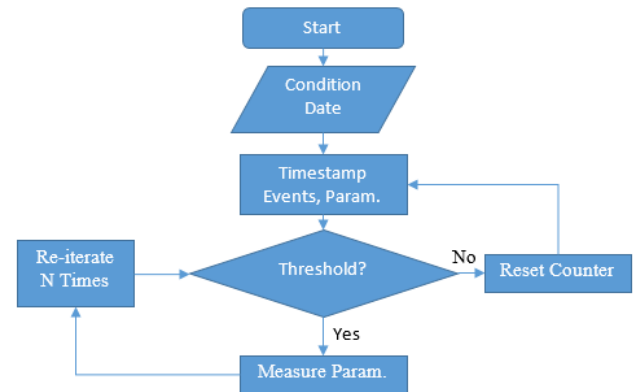 Start
Condition
Date
Timestamp
Events, Param.
Threshold?
No
Reset Counter
Re-iterate
N Times
Yes
Measure Param.